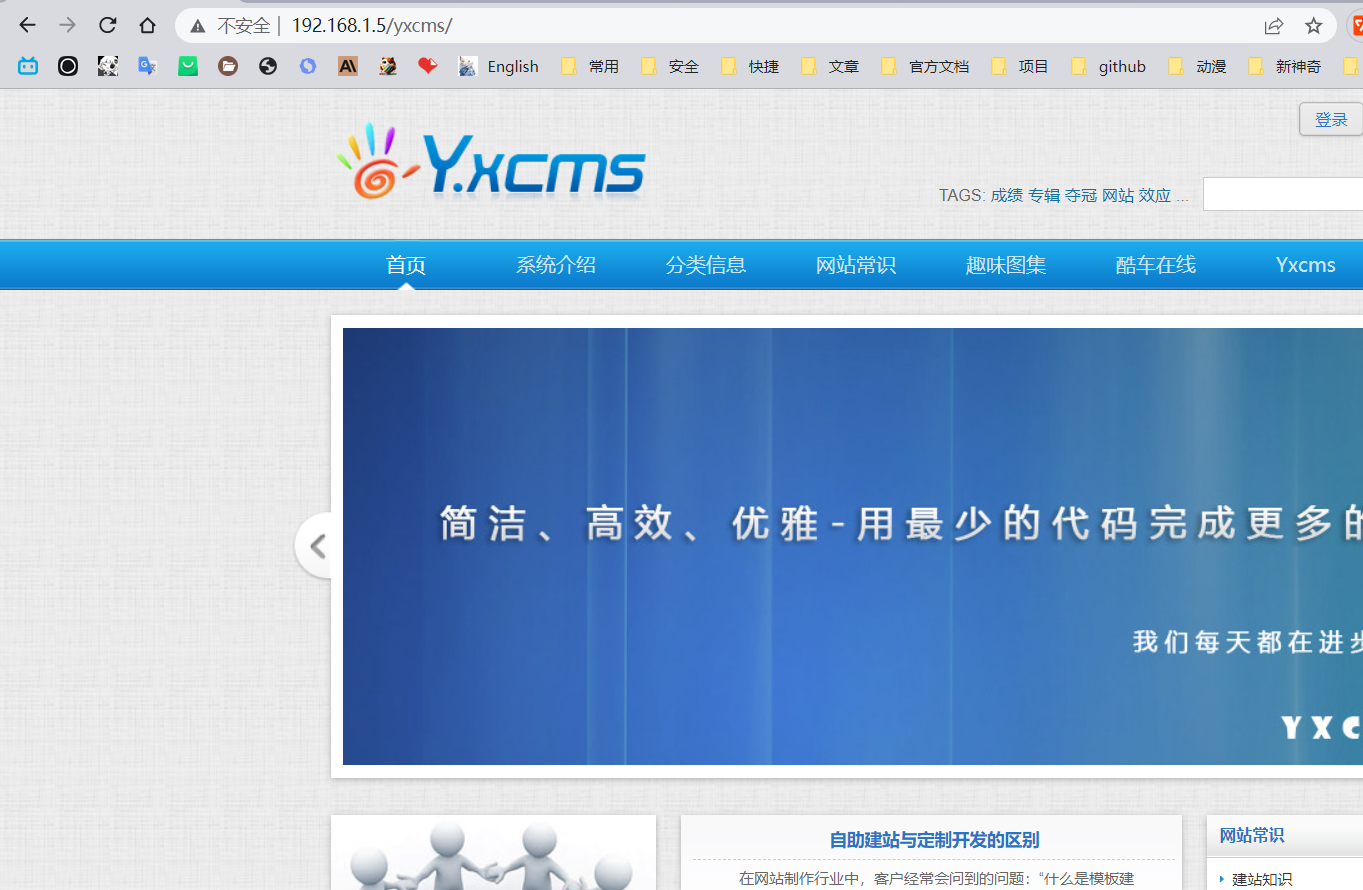 不安全 | 192.168.1.5/yxcms/
English 常用 安全 快捷 文章 官方文档 项目 github 动漫 新神奇
登录
Y.xcms
TAGS: 成绩 专辑 夺冠 网站 效应 ...
首页 系统介绍 分类信息 网站常识 趣味图集 酷车在线 Yxcms
简洁、高效、优雅-用最少的代码完成更多的
我们每天都在进步
YXC
自助建站与定制开发的区别
网站常识
在网站制作行业中，客户经常会问到的问题：“什么是模板建
建站知识